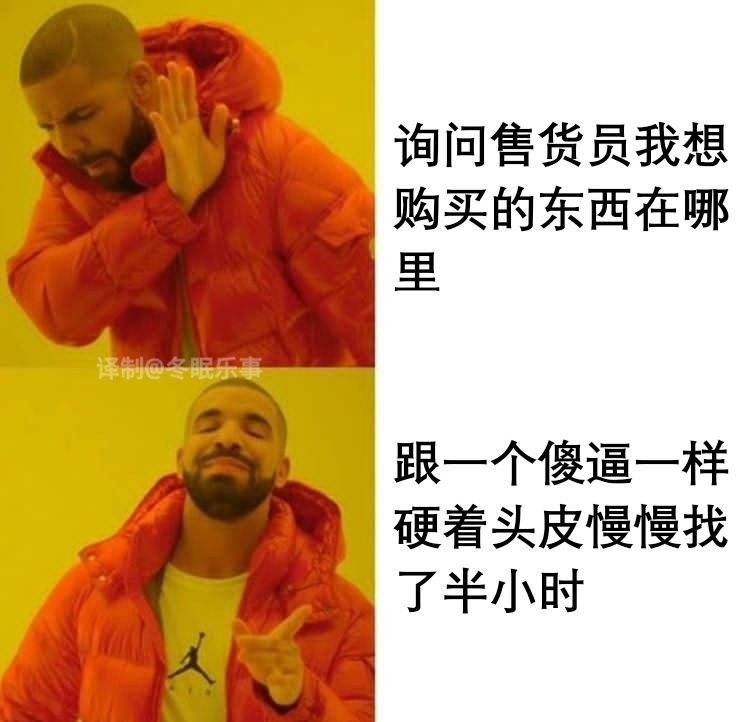 询问售货员我想
购买的东西在哪
里
译制@冬眠乐事
跟一个傻逼一样
硬着头皮慢慢找
了半小时